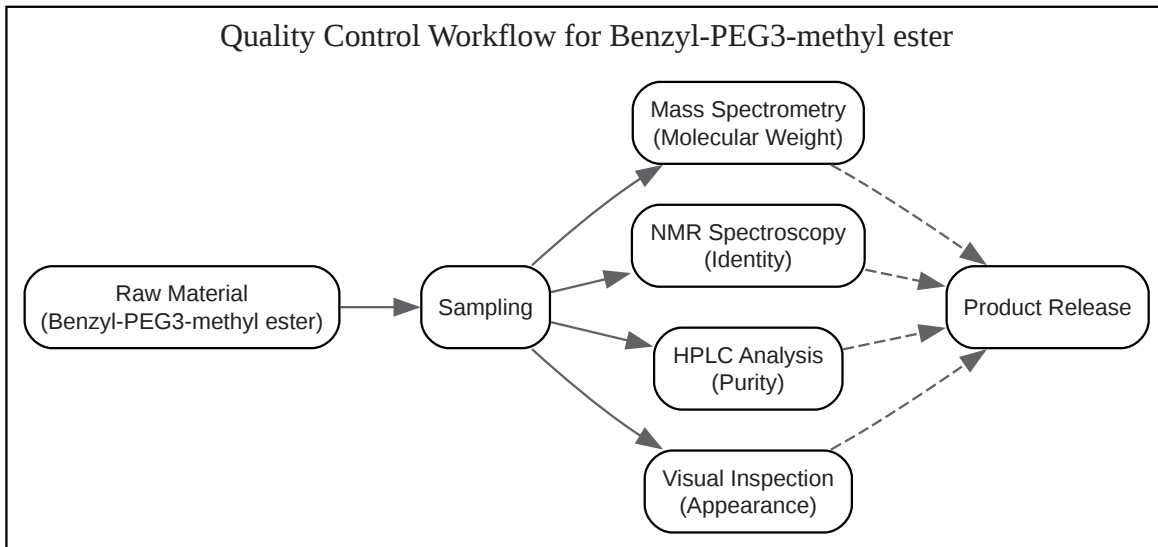 Quality Control Workflow for Benzyl-PEG3-methyl ester
Raw Material
(Benzyl-PEG3-methyl ester)
Sampling
Mass Spectrometry
(Molecular Weight)
NMR Spectroscopy
(Identity)
HPLC Analysis
(Purity)
Visual Inspection
(Appearance)
Product Release